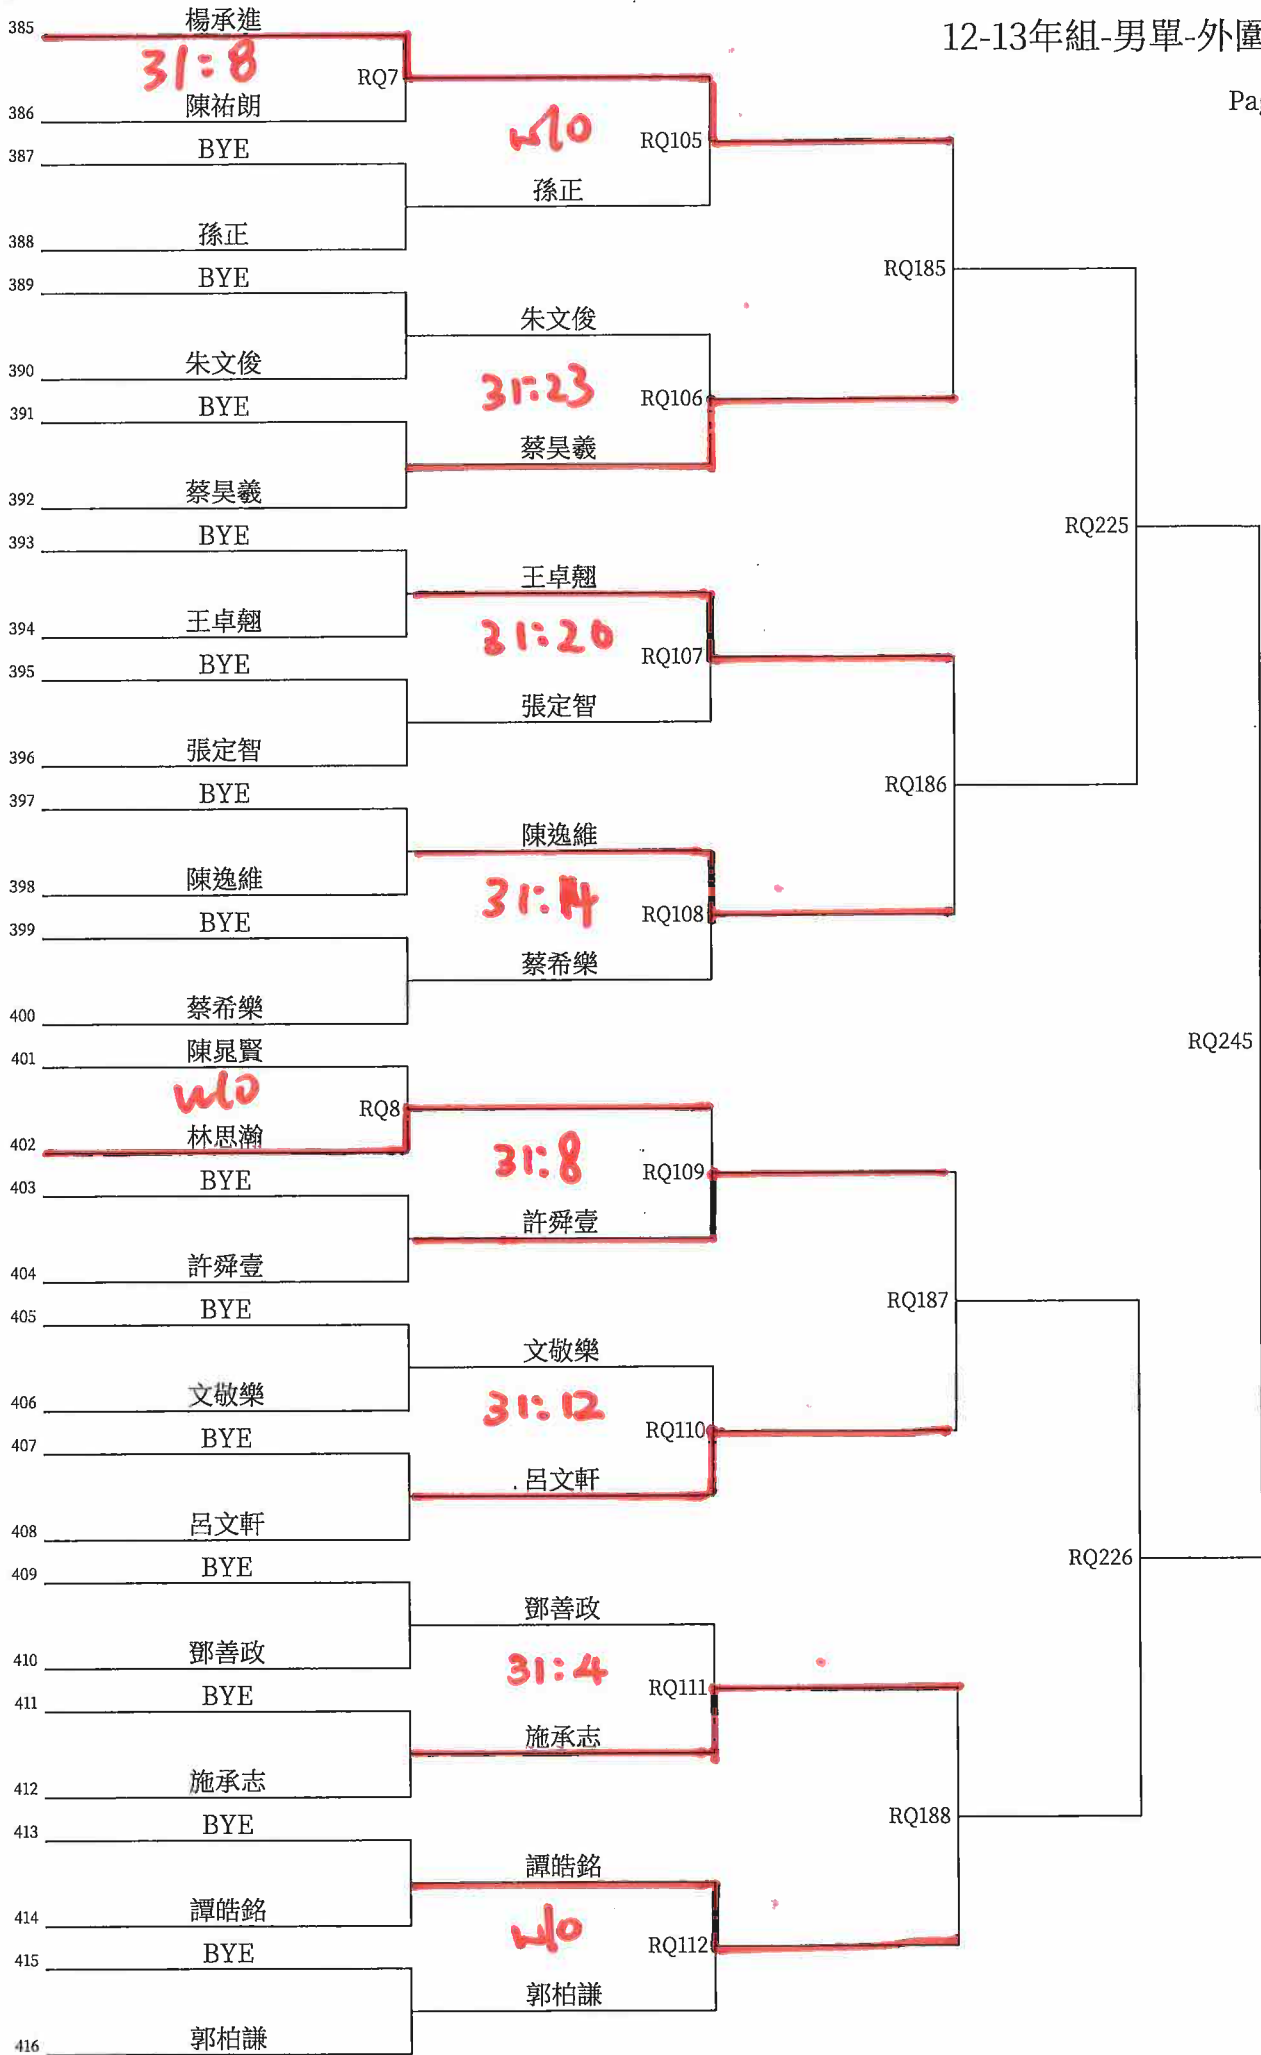 12-13年組-男單-外圍
Pa
385 楊承進
31:8
RQ7
386 陳祐朗
387 BYE
w/o
RQ105
孫正
388 孫正
389 BYE
RQ185
朱文俊
390 朱文俊
31:23
RQ106
391 BYE
蔡昊羲
392 蔡昊羲
393 BYE
RQ225
王卓翹
394 王卓翹
31:20
RQ107
395 BYE
張定智
396 張定智
397 BYE
RQ186
陳逸維
398 陳逸維
31:14
RQ108
399 BYE
蔡希樂
400 蔡希樂
RQ245
401 陳晁賢
w/o
RQ8
402 林思瀚
31:8
RQ109
403 BYE
許舜壹
404 許舜壹
405 BYE
RQ187
文敬樂
406 文敬樂
31:12
RQ110
407 BYE
呂文軒
408 呂文軒
409 BYE
RQ226
鄧善政
410 鄧善政
31:4
RQ111
411 BYE
施承志
412 施承志
413 BYE
RQ188
譚皓銘
414 譚皓銘
w/o
RQ112
415 BYE
郭柏謙
416 郭柏謙